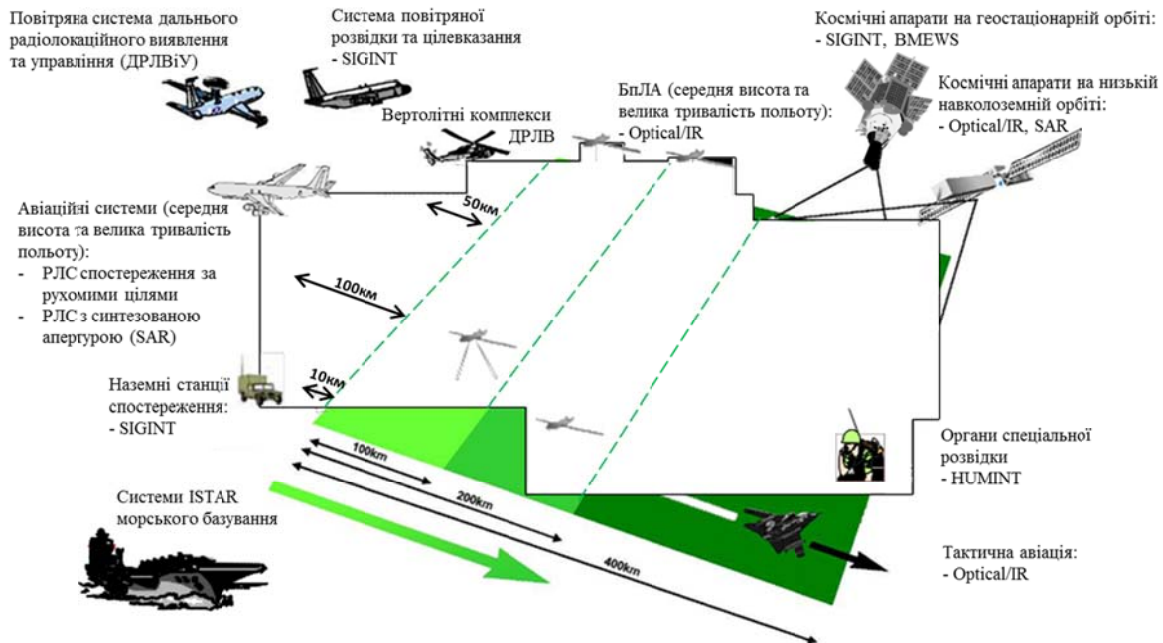 Повітряна система дальнього
радіолокаційного виявлення
та управління (ДРЛВіУ)
Система повітряної
розвідки та цілевказання
- SIGINT
Космічні апарати на геостаціонарній орбіті:
- SIGINT, BMEWS
Космічні апарати на низькій
навколоземній орбіті:
- Optical/IR, SAR
БпЛА (середня висота та
велика тривалість польоту):
- Optical/IR
Вертолітні комплекси
ДРЛВ
50км
Авіаційні системи (середня
висота та велика тривалість
польоту):
- РЛС спостереження за
рухомими цілями
- РЛС з синтезованою
апертурою (SAR)
100км
10км
Наземні станції
спостереження:
- SIGINT
100km
200km
400km
Органи спеціальної
розвідки
- HUMINT
Системи ISTAR
морського базування
Тактична авіація:
- Optical/IR